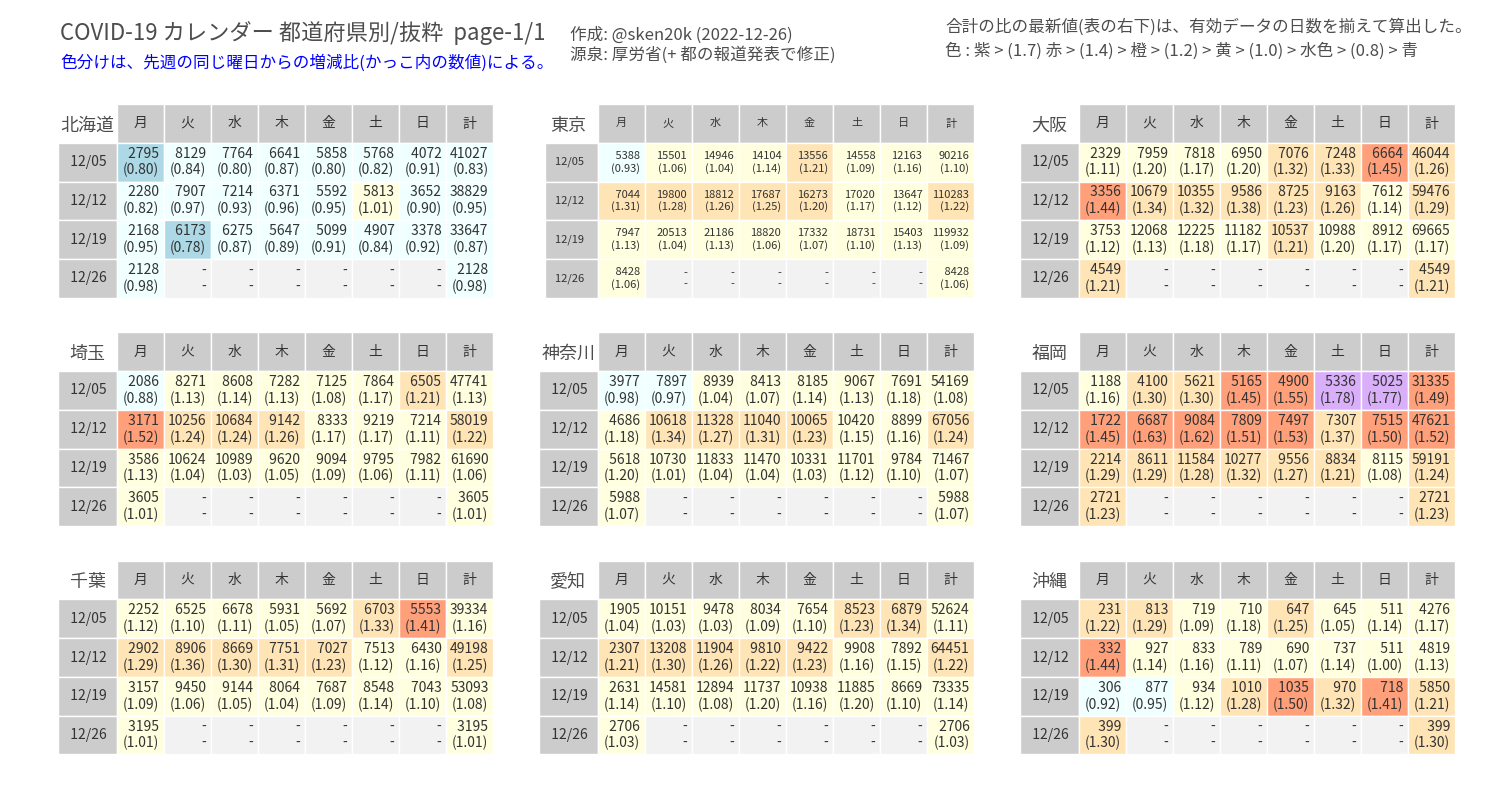 COVID-19 カレンダー 都道府県別/抜粋 page-1/1
色分けは、先週の同じ曜日からの増減比(かっこ内の数値)による。
作成: @sken20k (2022-12-26)
源泉: 厚労省(+ 都の報道発表で修正)
合計の比の最新値(表の右下)は、有効データの日数を揃えて算出した。
色 : 紫 > (1.7) 赤 > (1.4) > 橙 > (1.2) > 黄 > (1.0) > 水色 > (0.8) > 青
北海道 月 火 水 木 金 土 日 計
12/05 2795 8129 7764 6641 5858 5768 4072 41027
(0.80) (0.84) (0.80) (0.87) (0.80) (0.82) (0.91) (0.83)
12/12 2280 7907 7214 6371 5592 5813 3652 38829
(0.82) (0.97) (0.93) (0.96) (0.95) (1.01) (0.90) (0.95)
12/19 2168 6173 6275 5647 5099 4907 3378 33647
(0.95) (0.78) (0.87) (0.89) (0.91) (0.84) (0.92) (0.87)
12/26 2128 - - - - - - 2128
(0.98) - - - - - - (0.98)
東京 月 火 水 木 金 土 日 計
12/05 5388 15501 14946 14104 13556 14558 12163 90216
(0.93) (1.06) (1.04) (1.14) (1.21) (1.09) (1.16) (1.10)
12/12 7044 19800 18812 17687 16273 17020 13647 110283
(1.31) (1.28) (1.26) (1.25) (1.20) (1.17) (1.12) (1.22)
12/19 7947 20513 21186 18820 17332 18731 15403 119932
(1.13) (1.04) (1.13) (1.06) (1.07) (1.10) (1.13) (1.09)
12/26 8428 - - - - - - 8428
(1.06) - - - - - - (1.06)
大阪 月 火 水 木 金 土 日 計
12/05 2329 7959 7818 6950 7076 7248 6664 46044
(1.11) (1.20) (1.17) (1.20) (1.32) (1.33) (1.45) (1.26)
12/12 3356 10679 10355 9586 8725 9163 7612 59476
(1.44) (1.34) (1.32) (1.38) (1.23) (1.26) (1.14) (1.29)
12/19 3753 12068 12225 11182 10537 10988 8912 69665
(1.12) (1.13) (1.18) (1.17) (1.21) (1.20) (1.17) (1.17)
12/26 4549 - - - - - - 4549
(1.21) - - - - - - (1.21)
埼玉 月 火 水 木 金 土 日 計
12/05 2086 8271 8608 7282 7125 7864 6505 47741
(0.88) (1.13) (1.14) (1.13) (1.08) (1.17) (1.21) (1.13)
12/12 3171 10256 10684 9142 8333 9219 7214 58019
(1.52) (1.24) (1.24) (1.26) (1.17) (1.17) (1.11) (1.22)
12/19 3586 10624 10989 9620 9094 9795 7982 61690
(1.13) (1.04) (1.03) (1.05) (1.09) (1.06) (1.11) (1.06)
12/26 3605 - - - - - - 3605
(1.01) - - - - - - (1.01)
神奈川 月 火 水 木 金 土 日 計
12/05 3977 7897 8939 8413 8185 9067 7691 54169
(0.98) (0.97) (1.04) (1.07) (1.14) (1.13) (1.18) (1.08)
12/12 4686 10618 11328 11040 10065 10420 8899 67056
(1.18) (1.34) (1.27) (1.31) (1.23) (1.15) (1.16) (1.24)
12/19 5618 10730 11833 11470 10331 11701 9784 71467
(1.20) (1.01) (1.04) (1.04) (1.03) (1.12) (1.10) (1.07)
12/26 5988 - - - - - - 5988
(1.07) - - - - - - (1.07)
福岡 月 火 水 木 金 土 日 計
12/05 1188 4100 5621 5165 4900 5336 5025 31335
(1.16) (1.30) (1.30) (1.45) (1.55) (1.78) (1.77) (1.49)
12/12 1722 6687 9084 7809 7497 7307 7515 47621
(1.45) (1.63) (1.62) (1.51) (1.53) (1.37) (1.50) (1.52)
12/19 2214 8611 11584 10277 9556 8834 8115 59191
(1.29) (1.29) (1.28) (1.32) (1.27) (1.21) (1.08) (1.24)
12/26 2721 - - - - - - 2721
(1.23) - - - - - - (1.23)
千葉 月 火 水 木 金 土 日 計
12/05 2252 6525 6678 5931 5692 6703 5553 39334
(1.12) (1.10) (1.11) (1.05) (1.07) (1.33) (1.41) (1.16)
12/12 2902 8906 8669 7751 7027 7513 6430 49198
(1.29) (1.36) (1.30) (1.31) (1.23) (1.12) (1.16) (1.25)
12/19 3157 9450 9144 8064 7687 8548 7043 53093
(1.09) (1.06) (1.05) (1.04) (1.09) (1.14) (1.10) (1.08)
12/26 3195 - - - - - - 3195
(1.01) - - - - - - (1.01)
愛知 月 火 水 木 金 土 日 計
12/05 1905 10151 9478 8034 7654 8523 6879 52624
(1.04) (1.03) (1.03) (1.09) (1.10) (1.23) (1.34) (1.11)
12/12 2307 13208 11904 9810 9422 9908 7892 64451
(1.21) (1.30) (1.26) (1.22) (1.23) (1.16) (1.15) (1.22)
12/19 2631 14581 12894 11737 10938 11885 8669 73335
(1.14) (1.10) (1.08) (1.20) (1.16) (1.20) (1.10) (1.14)
12/26 2706 - - - - - - 2706
(1.03) - - - - - - (1.03)
沖縄 月 火 水 木 金 土 日 計
12/05 231 813 719 710 647 645 511 4276
(1.22) (1.29) (1.09) (1.18) (1.25) (1.05) (1.14) (1.17)
12/12 332 927 833 789 690 737 511 4819
(1.44) (1.14) (1.16) (1.11) (1.07) (1.14) (1.00) (1.13)
12/19 306 877 934 1010 1035 970 718 5850
(0.92) (0.95) (1.12) (1.28) (1.50) (1.32) (1.41) (1.21)
12/26 399 - - - - - - 399
(1.30) - - - - - - (1.30)